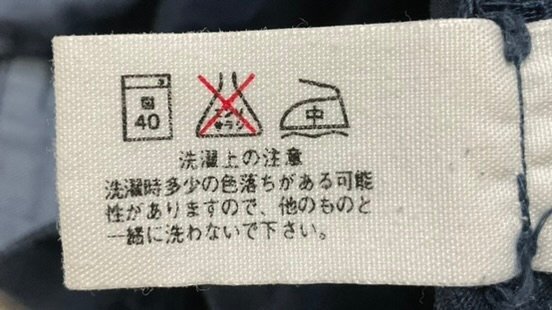 40
エンソ
サラシ
中
洗濯上の注意
洗濯時多少の色落ちがある可能
性がありますので、他のものと
一緒に洗わないで下さい。